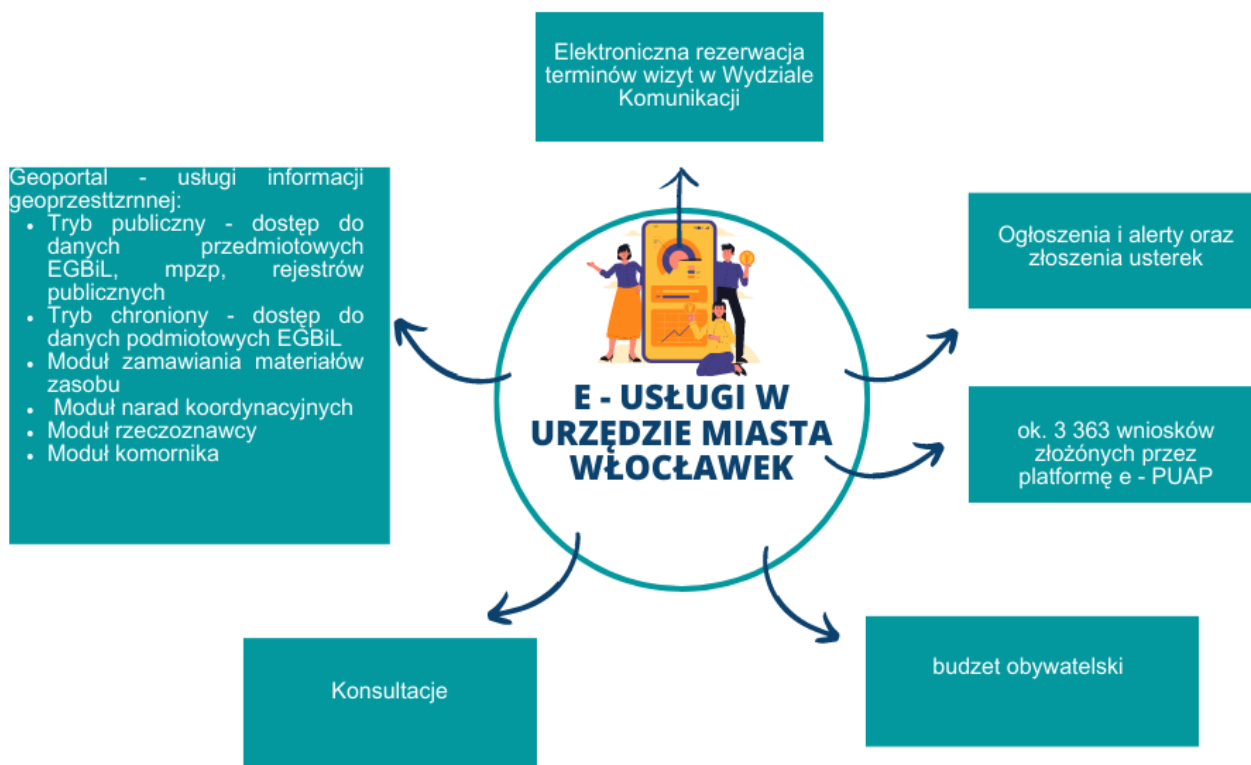 Elektroniczna rezerwacja
terminów wizyt w Wydziale
Komunikacji
Geoportal - usługi informacji
geoprzesttzrnnej:
• Tryb publiczny - dostęp do
danych przedmiotowych
EGBiL, mpzp, rejestrów
publicznych
• Tryb chroniony - dostęp do
danych podmiotowych EGBiL
• Moduł zamawiania materiałów
zasobu
• Moduł narad koordynacyjnych
• Moduł rzeczoznawcy
• Moduł komornika
Ogłoszenia i alerty oraz
złoszenia usterek
E - USŁUGI W
URZĘDZIE MIASTA
WŁOCŁAWEK
ok. 3 363 wniosków
złożónych przez
platformę e - PUAP
Konsultacje
budzet obywatelski